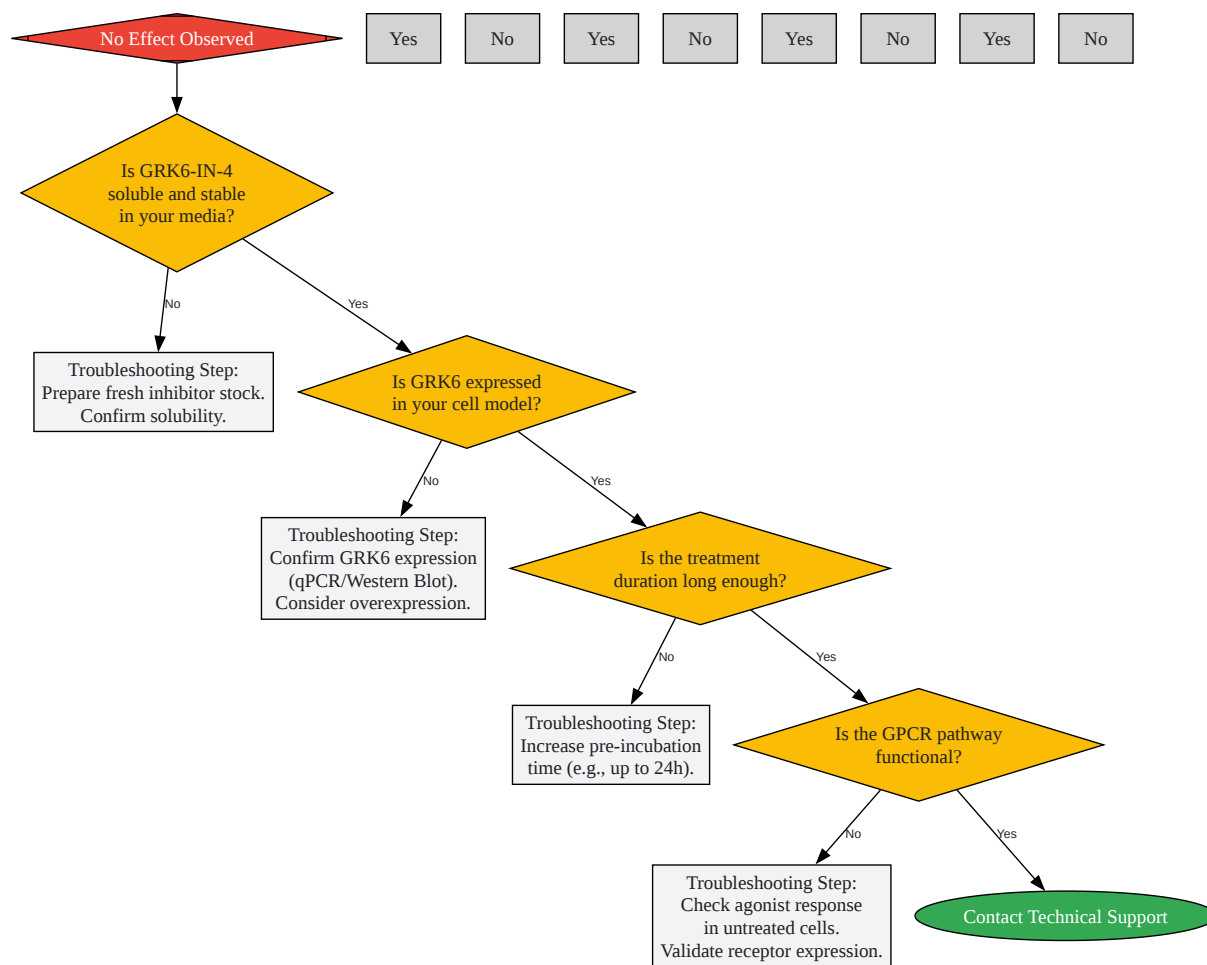 No Effect Observed
Yes
No
Yes
No
Yes
No
Yes
No
Is GRK6-IN-4
soluble and stable
in your media?
No
Yes
Troubleshooting Step:
Prepare fresh inhibitor stock.
Confirm solubility.
Is GRK6 expressed
in your cell model?
No
Yes
Troubleshooting Step:
Confirm GRK6 expression
(qPCR/Western Blot).
Consider overexpression.
Is the treatment
duration long enough?
No
Yes
Troubleshooting Step:
Increase pre-incubation
time (e.g., up to 24h).
Is the GPCR pathway
functional?
No
Yes
Troubleshooting Step:
Check agonist response
in untreated cells.
Validate receptor expression.
Contact Technical Support